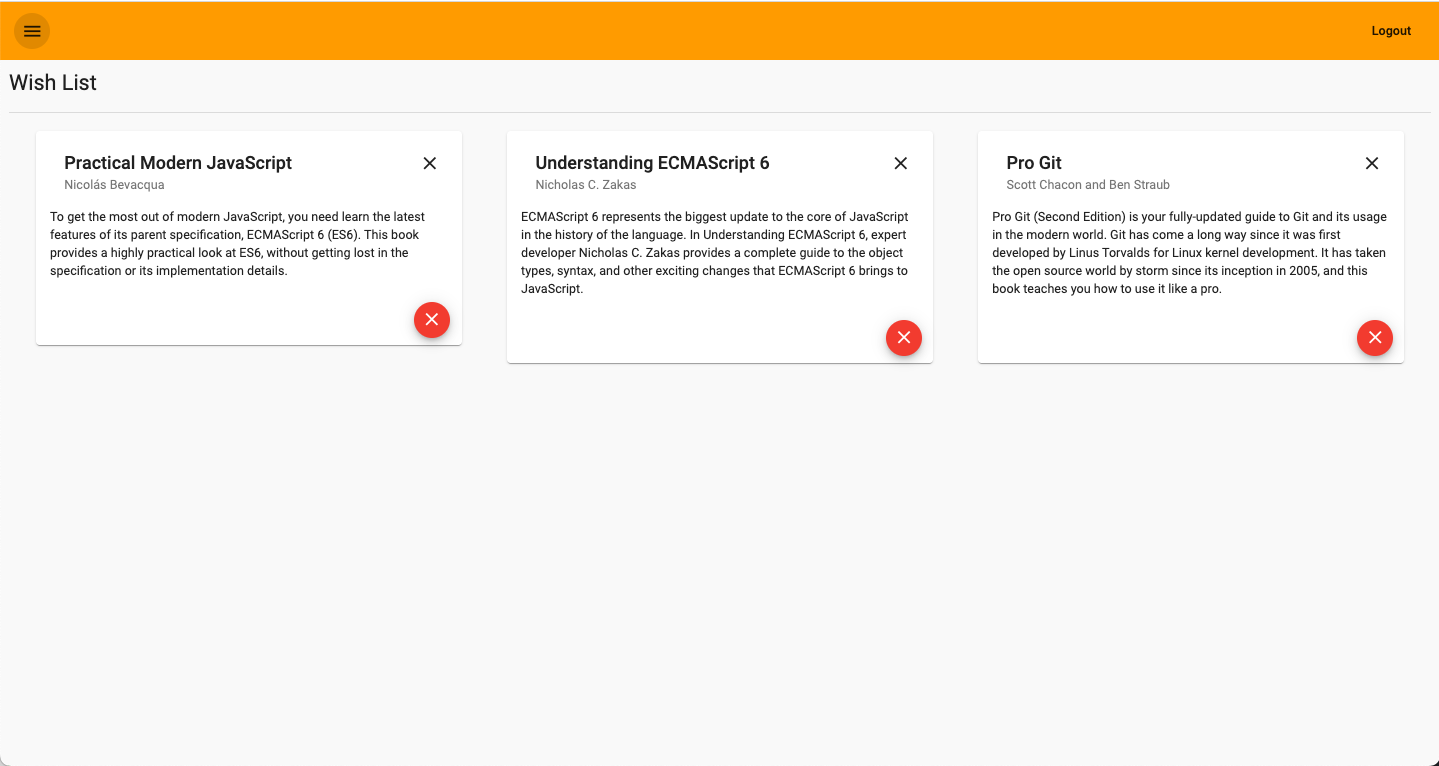 Logout
Wish List
Practical Modern JavaScript
Nicolás Bevacqua
To get the most out of modern JavaScript, you need learn the latest
features of its parent specification, ECMAScript 6 (ES6). This book
provides a highly practical look at ES6, without getting lost in the
specification or its implementation details.
Understanding ECMAScript 6
Nicholas C. Zakas
ECMAScript 6 represents the biggest update to the core of JavaScript
in the history of the language. In Understanding ECMAScript 6, expert
developer Nicholas C. Zakas provides a complete guide to the object
types, syntax, and other exciting changes that ECMAScript 6 brings to
JavaScript.
Pro Git
Scott Chacon and Ben Straub
Pro Git (Second Edition) is your fully-updated guide to Git and its usage
in the modern world. Git has come a long way since it was first
developed by Linus Torvalds for Linux kernel development. It has taken
the open source world by storm since its inception in 2005, and this
book teaches you how to use it like a pro.